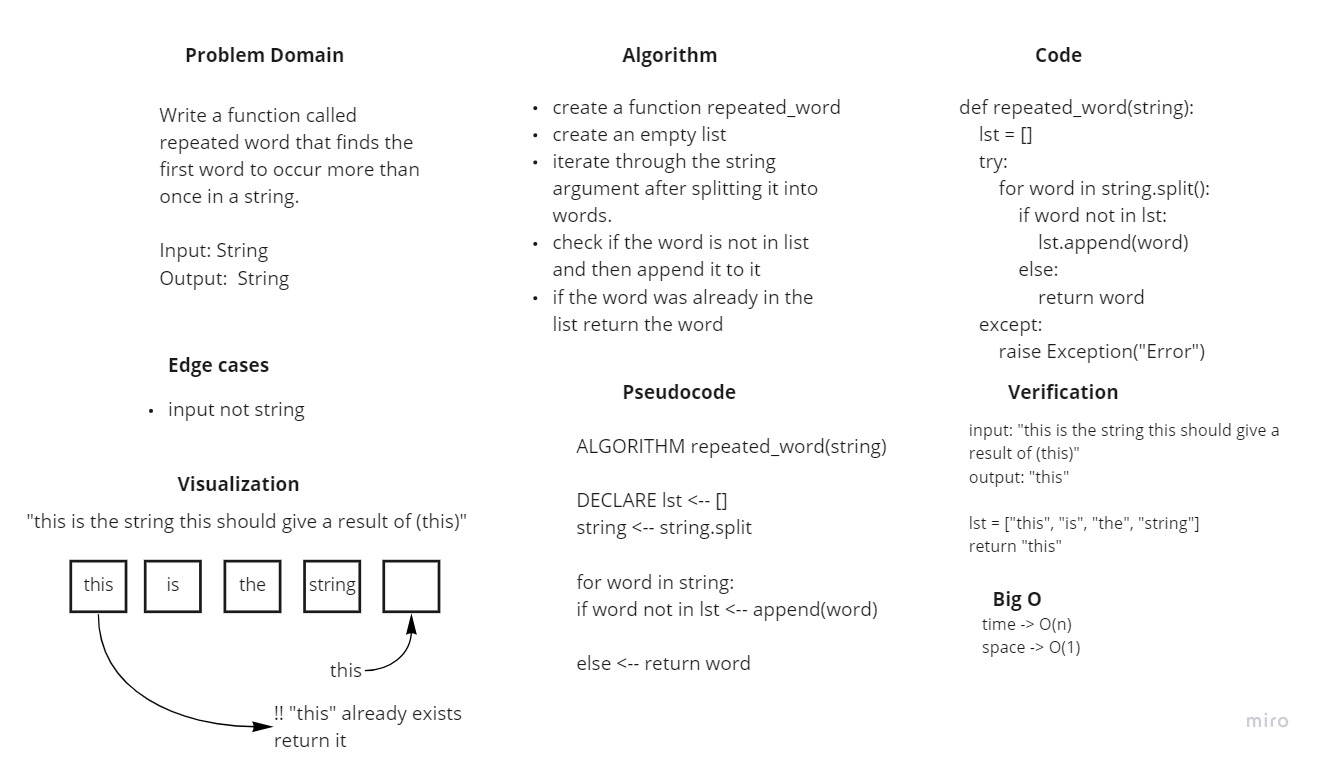 Problem Domain
Write a function called
repeated word that finds the
first word to occur more than
once in a string.
Input: String
Output:  String
Edge cases
• input not string
Visualization
"this is the string this should give a result of (this)"
this is the string
this
!! "this" already exists
return it
Algorithm
• create a function repeated_word
• create an empty list
• iterate through the string
argument after splitting it into
words.
• check if the word is not in list
and then append it to it
• if the word was already in the
list return the word
Pseudocode
ALGORITHM repeated_word(string)
DECLARE lst <-- []
string <-- string.split
for word in string:
if word not in lst <-- append(word)
else <-- return word
Code
def repeated_word(string):
lst = []
try:
for word in string.split():
if word not in lst:
lst.append(word)
else:
return word
except:
raise Exception("Error")
Verification
input: "this is the string this should give a
result of (this)"
output: "this"
lst = ["this", "is", "the", "string"]
return "this"
Big O
time -> O(n)
space -> O(1)
miro